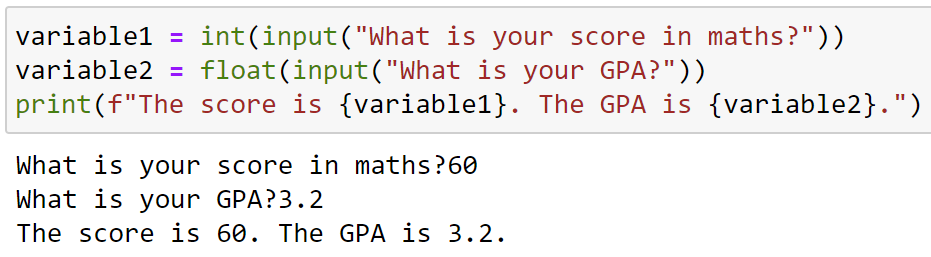 variable1 = int(input("What is your score in maths?"))
variable2 = float(input("What is your GPA?"))
print(f"The score is {variable1}. The GPA is {variable2}.")
What is your score in maths?60
What is your GPA?3.2
The score is 60. The GPA is 3.2.